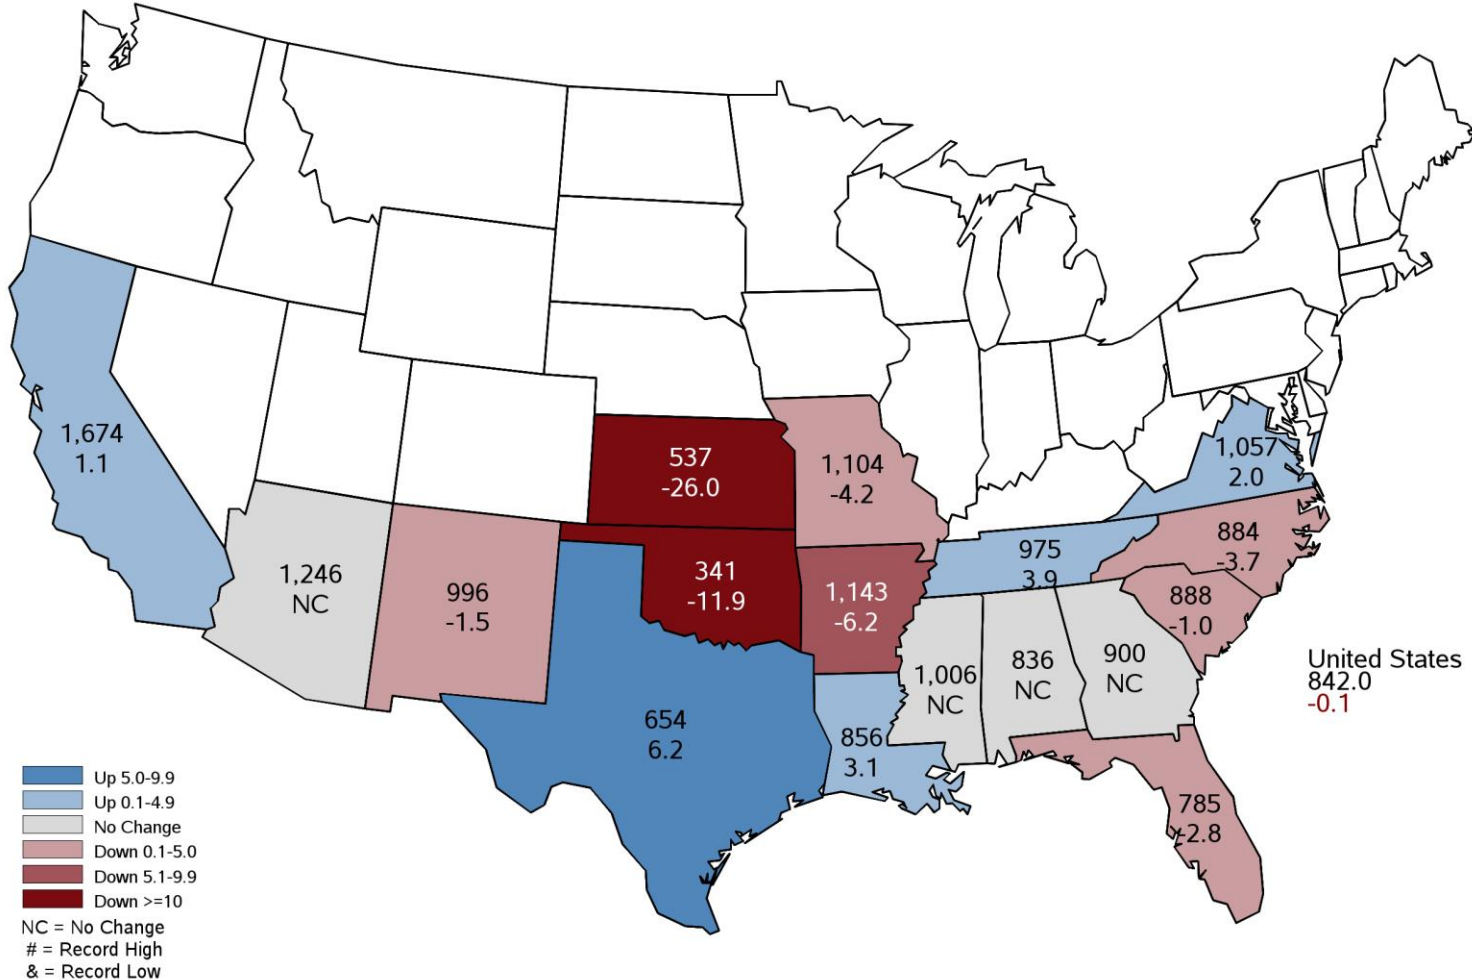 1,674
1.1
1,246
NC
996
-1.5
537
-26.0
341
-11.9
654
6.2
1,104
-4.2
1,143
-6.2
856
3.1
1,006
NC
836
NC
900
NC
975
3.9
1,057
2.0
884
-3.7
888
-1.0
785
-2.8
United States
842.0
-0.1
Up 5.0-9.9
Up 0.1-4.9
No Change
Down 0.1-5.0
Down 5.1-9.9
Down >=10
NC = No Change
# = Record High
& = Record Low